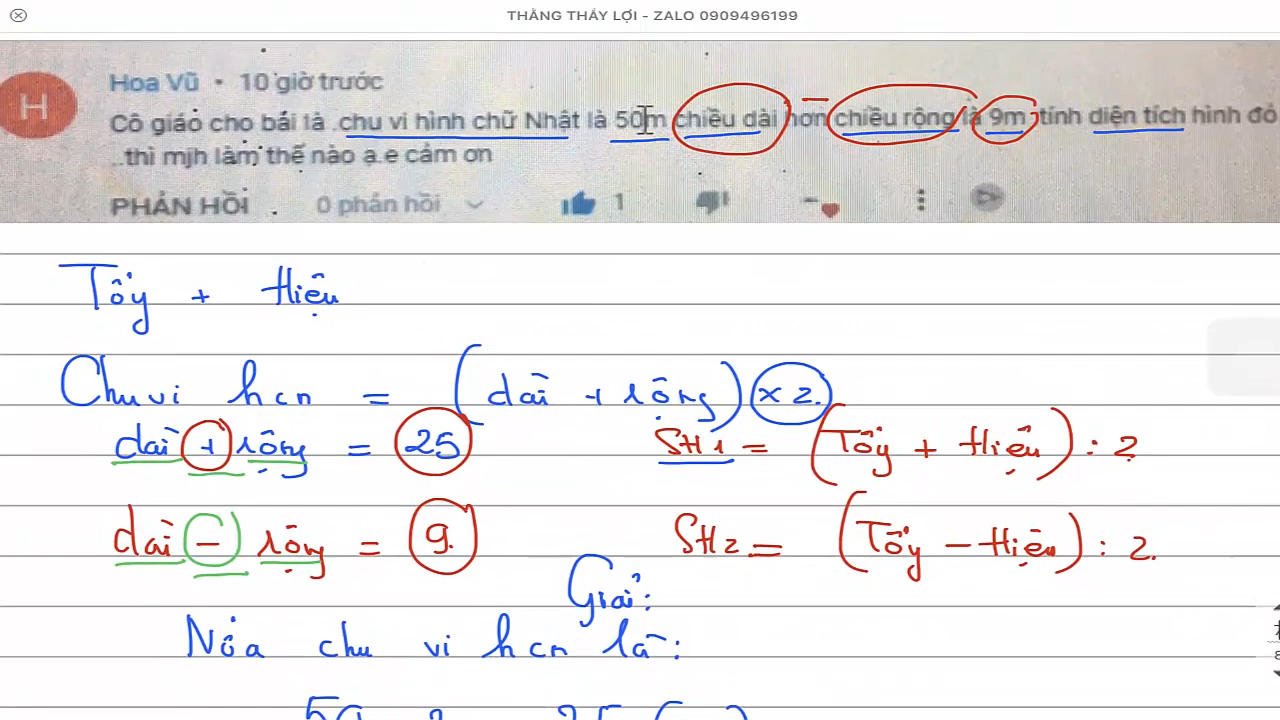 THẦNG THẦY LỢI - ZALO 0909496199
H
Hoa Vũ • 10 giờ trước
Cô giáo cho bái là .chu vi hình chữ Nhật là 50m chiều dài hơn chiều rộng là 9m tính diện tích hình đó
..thì mjh làm thế nào ạ.e cảm ơn
PHẢN HỒI 0 phản hồi 1
Tổng + Hiệu
Chu vi hcn = (dài + rộng) x 2.
dài + rộng = 25 SH1 = (Tổng + Hiệu) : 2
dài - rộng = 9. SH2 = (Tổng - Hiệu) : 2.
Giải:
Nửa chu vi hcn là: